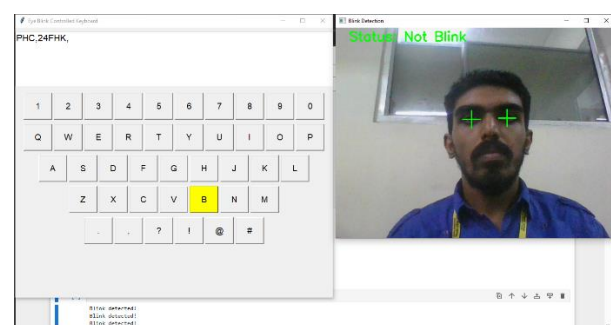 Eye Blink Controlled Keyboard
PHC,24FHK,
1 2 3 4 5 6 7 8 9 0
Q W E R T Y U I O P
A S D F G H J K L
Z X C V B N M
. , ? ! @ #
Blink Detection
Status: Not Blink
Blink detected!
Blink detected!
Blink detected!